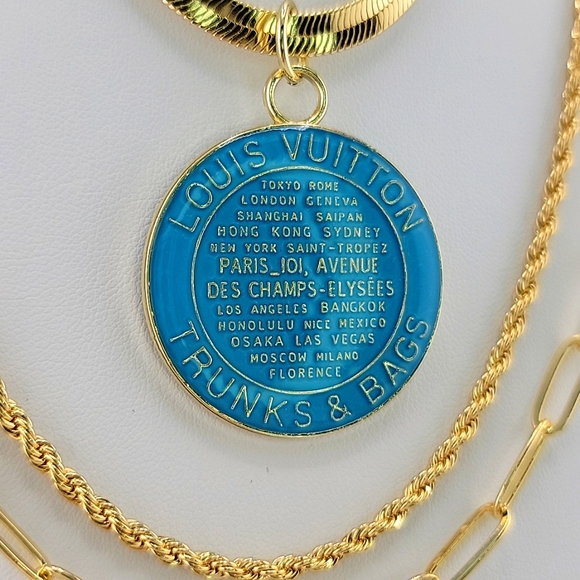 LOUIS VUITTON
TOKYO ROME
LONDON GENEVA
SHANGHAI SAIPAN
HONG KONG SYDNEY
NEW YORK SAINT-TROPEZ
PARIS_101, AVENUE
DES CHAMPS-ELYSÉES
LOS ANGELES BANGKOK
HONOLULU NICE MEXICO
OSAKA LAS VEGAS
MOSCOW MILANO
FLORENCE
TRUNKS & BAGS